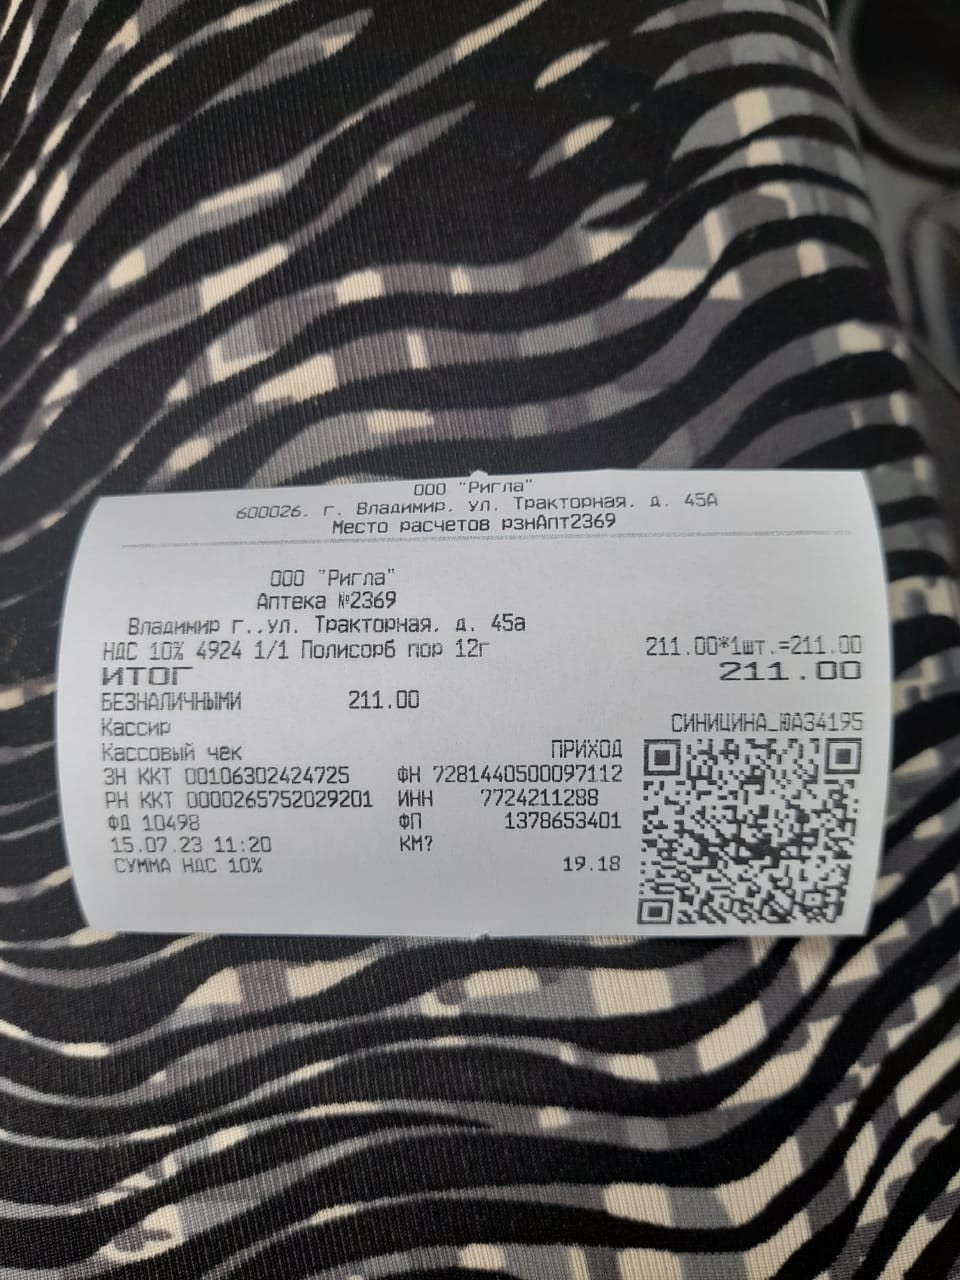 ООО "Ригла"
600026. г. Владимир. ул. Тракторная. д. 45А
Место расчетов рзнАпт2369
ООО "Ригла"
Аптека №2369
Владимир г..ул. Тракторная. д. 45а
НДС 10% 4924 1/1 Полисорб пор 12г 211.00*1шт.=211.00
ИТОГ 211.00
БЕЗНАЛИЧНЫМИ 211.00
Кассир СИНИЦИНА_ЮА34195
Кассовый чек ПРИХОД
ЗН ККТ 00106302424725 ФН 7281440500097112
РН ККТ 0000265752029201 ИНН 7724211288
ФД 10498 ФП 1378653401
15.07.23 11:20 КМ?
СУММА НДС 10% 19.18